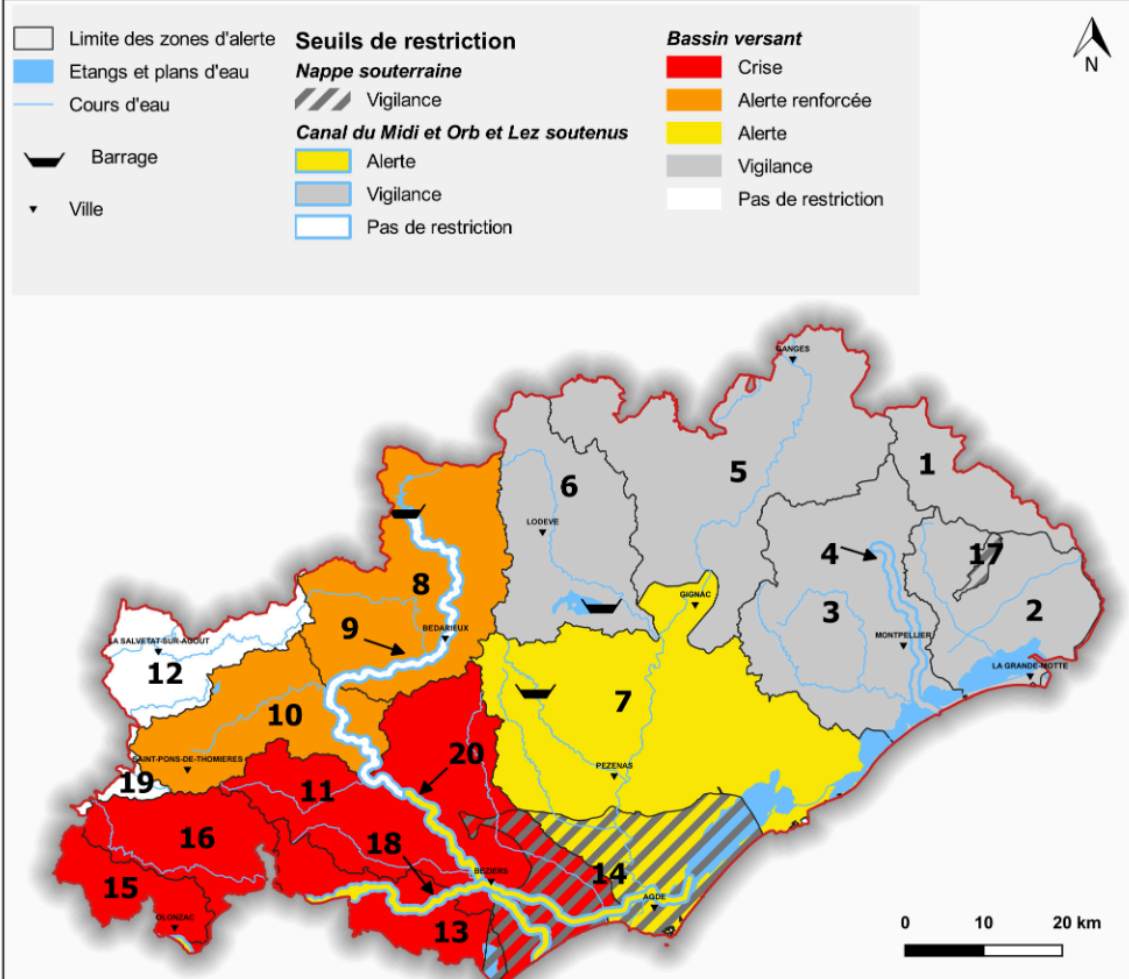 Limite des zones d'alerte
Etangs et plans d'eau
Cours d'eau
Barrage
Ville
Seuils de restriction
Nappe souterraine
Vigilance
Canal du Midi et Orb et Lez soutenus
Alerte
Vigilance
Pas de restriction
Bassin versant
Crise
Alerte renforcée
Alerte
Vigilance
Pas de restriction
N
GANGES
1
5
6
LODEVE
4
17
8
GIGNAC
3
2
9
BEDARIEUX
MONTPELLIER
LA SALVETAT-SUR-AGOUT
12
LA GRANDE-MOTTE
7
10
20
SAINT-PONS-DE-THOMIERES
PEZENAS
19
11
16
18
BEZIERS
14
15
AGDE
OLONZAC
13
0 10 20 km